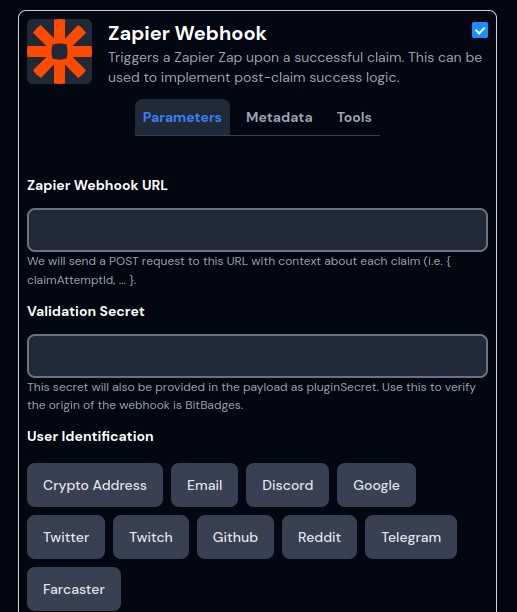 Zapier Webhook
Triggers a Zapier Zap upon a successful claim. This can be
used to implement post-claim success logic.
Parameters Metadata Tools
Zapier Webhook URL
We will send a POST request to this URL with context about each claim (i.e. {
claimAttemptId, ... }.
Validation Secret
This secret will also be provided in the payload as pluginSecret. Use this to verify
the origin of the webhook is BitBadges.
User Identification
Crypto Address Email Discord Google
Twitter Twitch Github Reddit Telegram
Farcaster